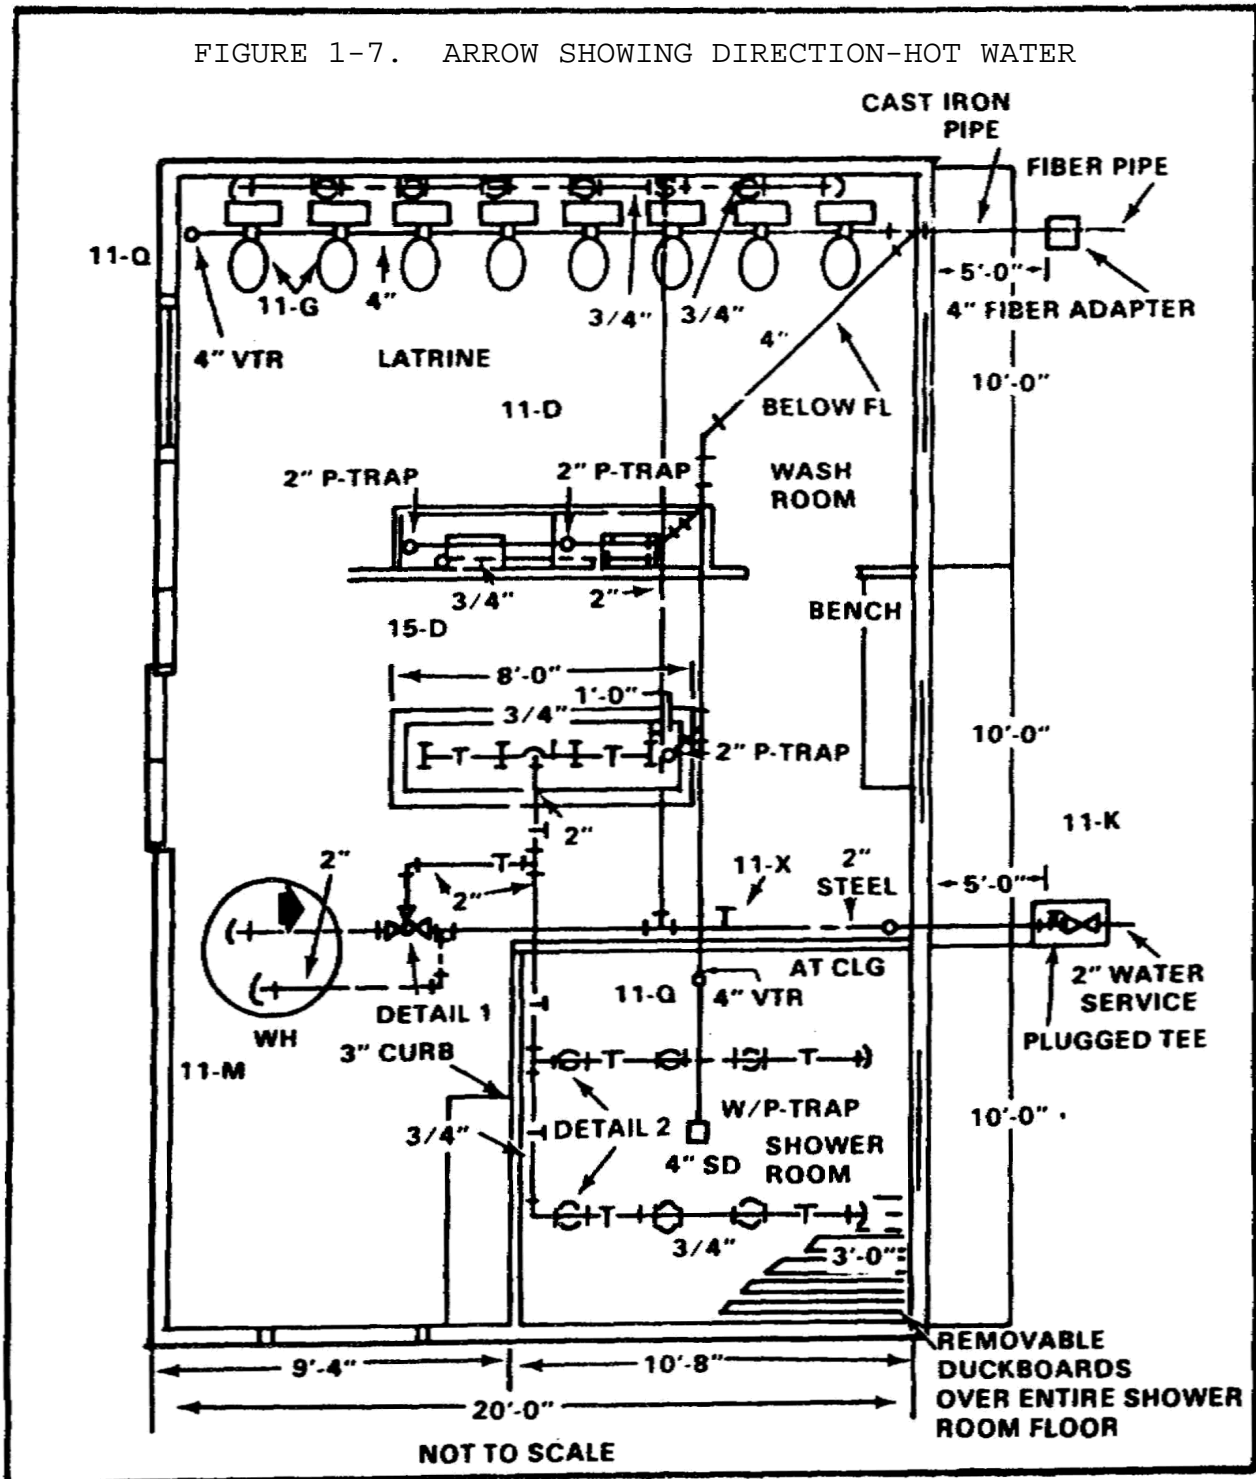 FIGURE 1-7. ARROW SHOWING DIRECTION-HOT WATER
CAST IRON
PIPE
FIBER PIPE
11-Q
11-G
4"
3/4"
3/4"
5'-0"
4" FIBER ADAPTER
4" VTR
LATRINE
4"
10'-0"
11-D
BELOW FL
2" P-TRAP
2" P-TRAP
WASH
ROOM
3/4"
2"
BENCH
15-D
8'-0"
1'-0"
3/4"
T
T
2" P-TRAP
10'-0"
2"
11-K
2"
T
2"
11-X
2"
STEEL
5'-0"
AT CLG
11-Q
4" VTR
2" WATER
SERVICE
DETAIL 1
WH
PLUGGED TEE
3" CURB
11-M
T
T
DETAIL 2
W/P-TRAP
10'-0"
3/4"
4" SD
SHOWER
ROOM
T
T
3/4"
3'-0"
REMOVABLE
DUCKBOARDS
OVER ENTIRE SHOWER
ROOM FLOOR
9'-4"
10'-8"
20'-0"
NOT TO SCALE